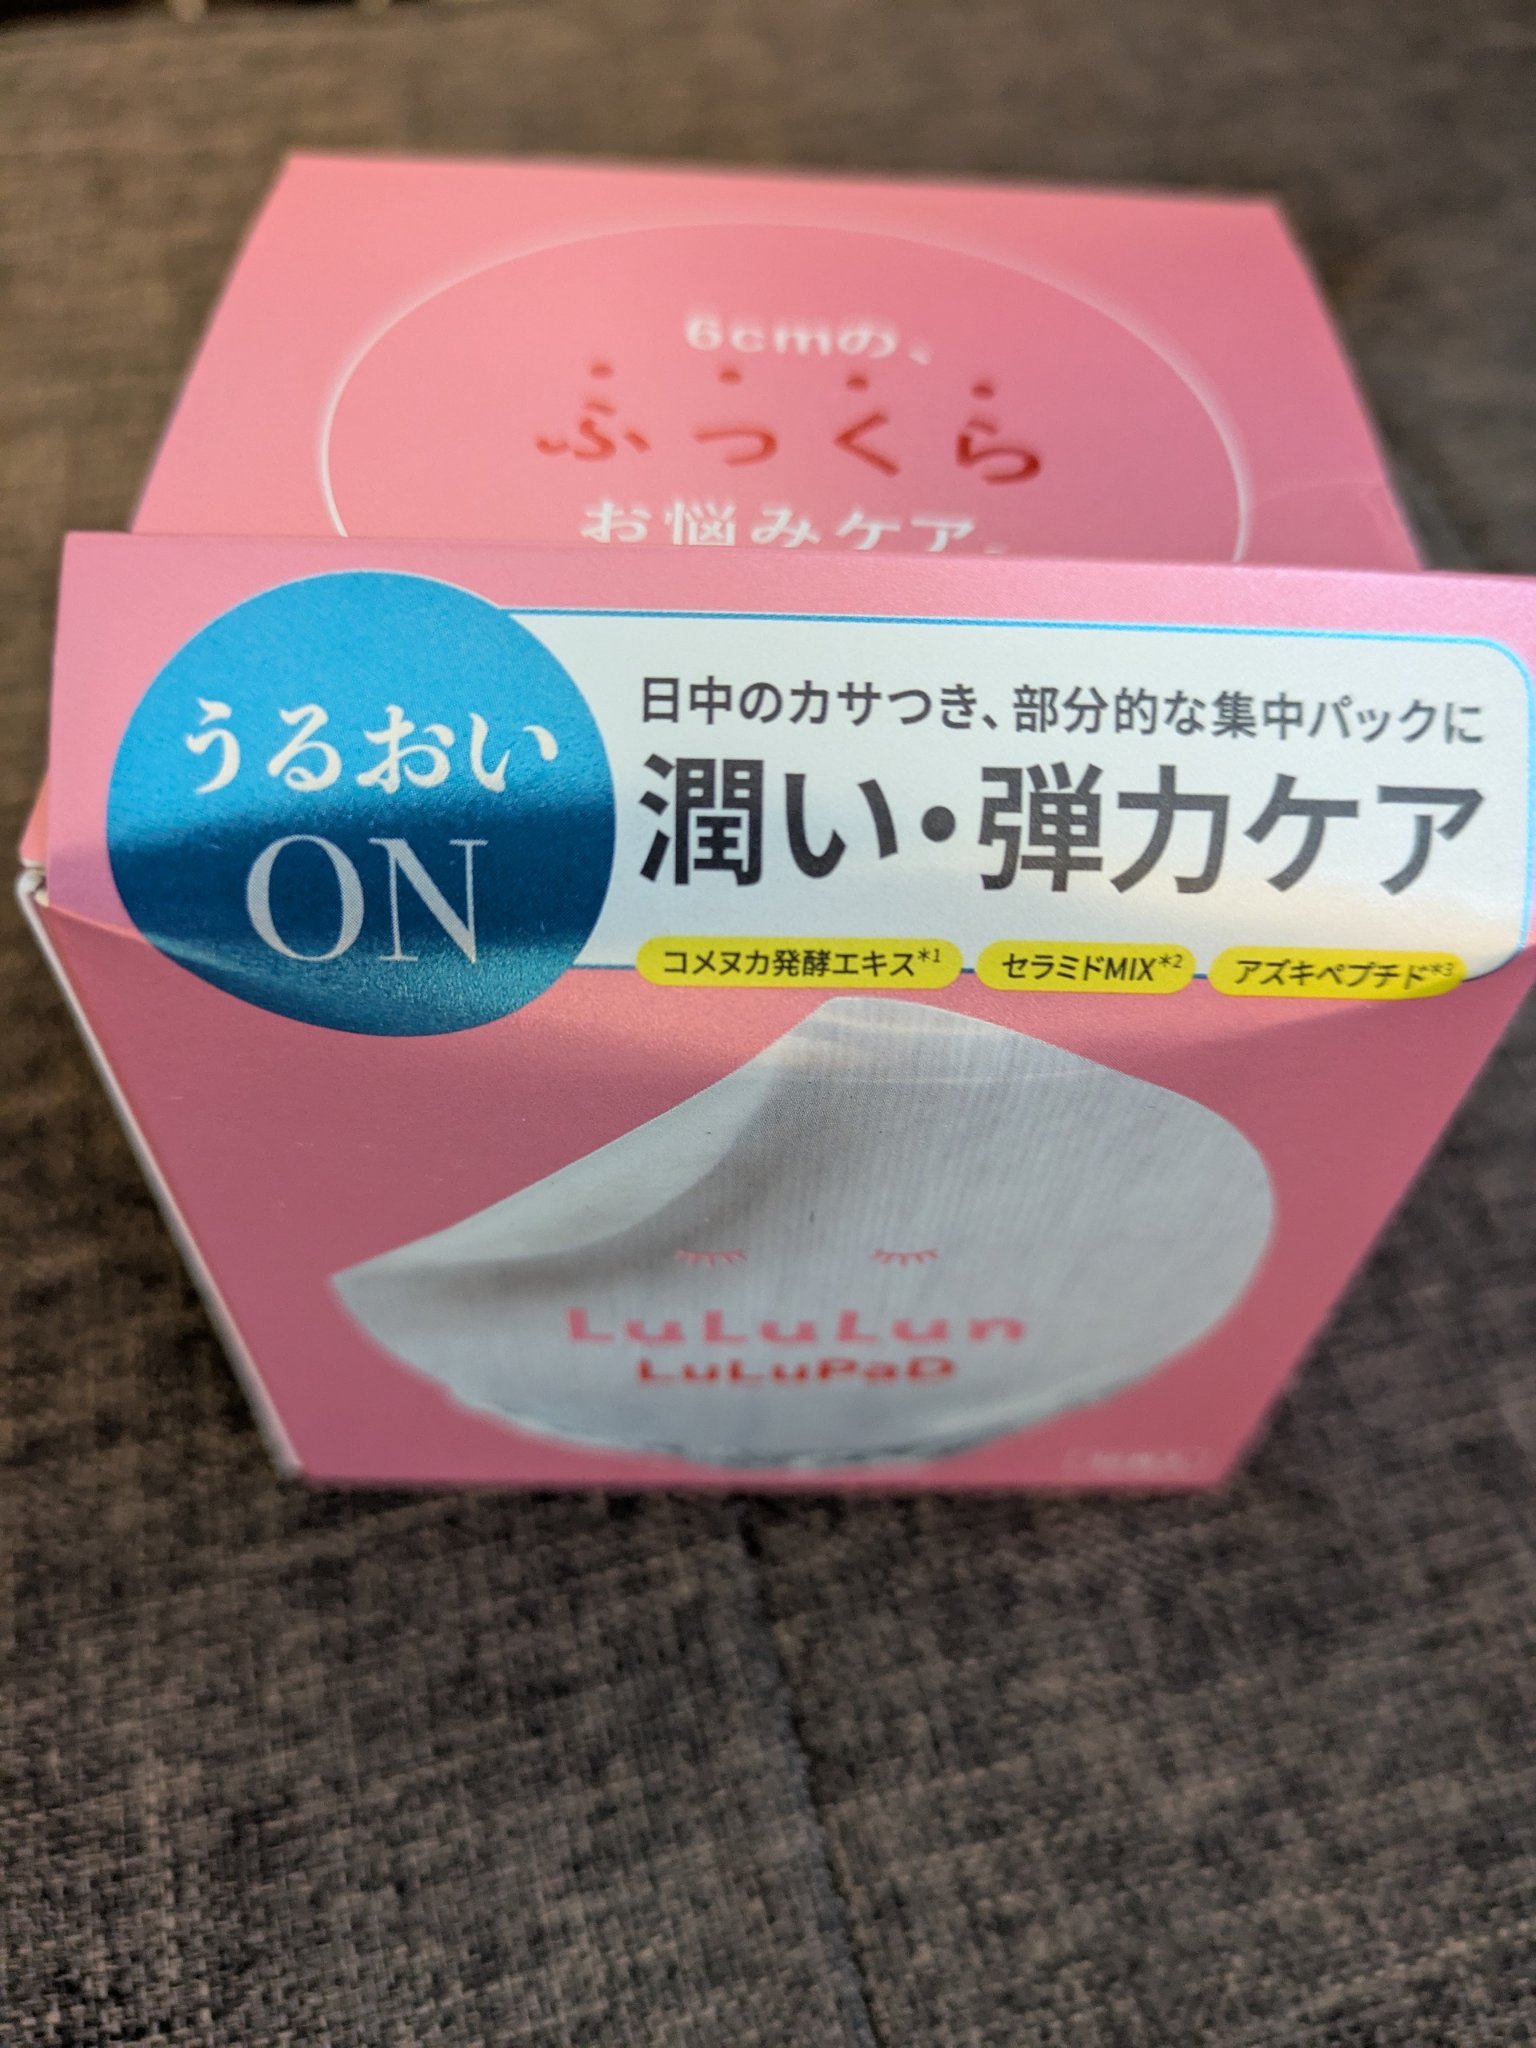 6cmの、
ふっくら
お悩みケア。
うるおい
ON
日中のカサつき、部分的な集中パックに
潤い・弾力ケア
コメヌカ発酵エキス*1
セラミドMIX*2
アズキペプチド*3
LuLuLun
LuLuPaD